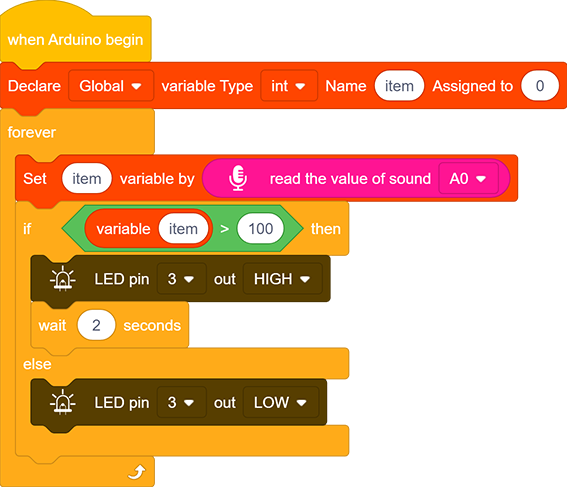 when Arduino begin
Declare Global variable Type int Name item Assigned to 0
forever
Set item variable by read the value of sound A0
if variable item > 100 then
LED pin 3 out HIGH
wait 2 seconds
else
LED pin 3 out LOW